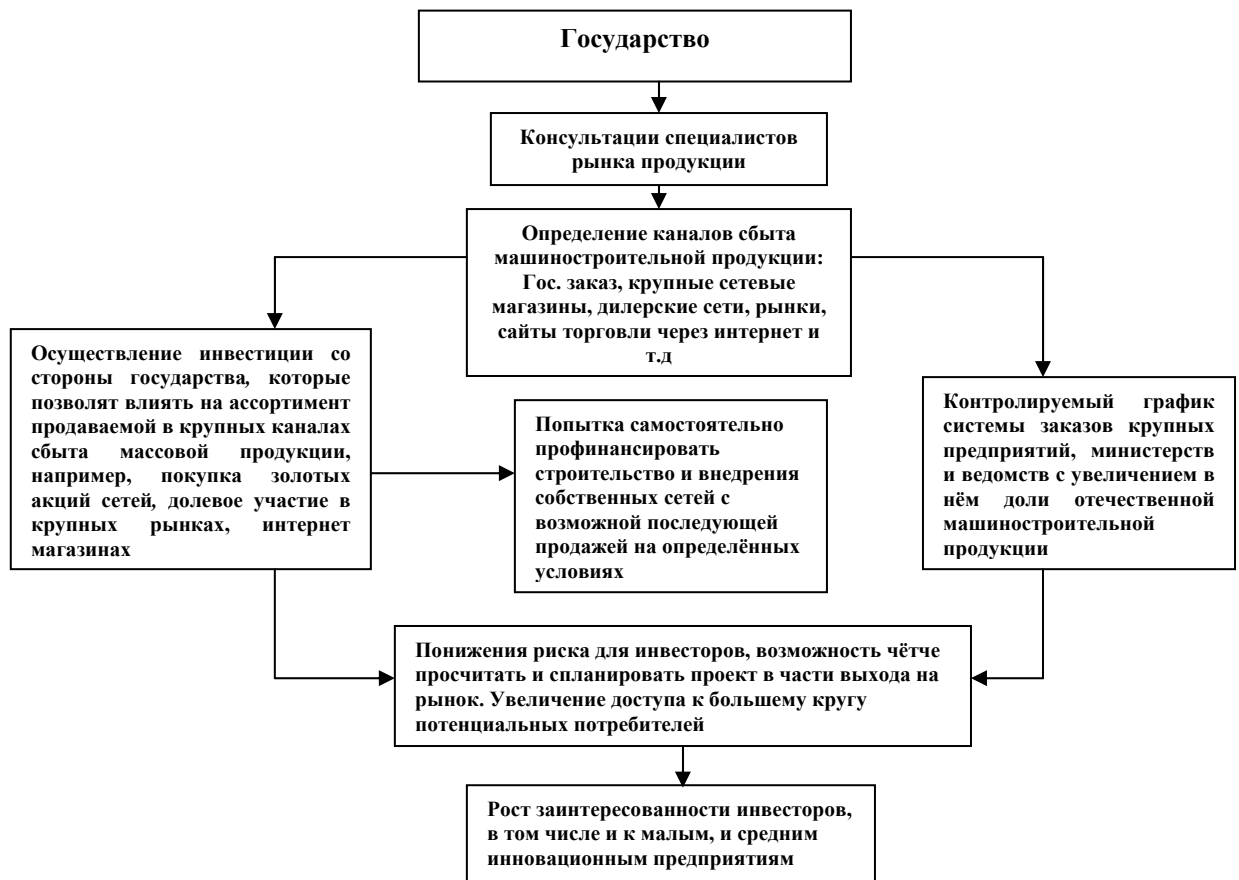 Государство
Консультации специалистов
рынка продукции
Определение каналов сбыта
машиностроительной продукции:
Гос. заказ, крупные сетевые
магазины, дилерские сети, рынки,
сайты торговли через интернет и
т.д
Осуществление инвестиции со
стороны государства, которые
позволят влиять на ассортимент
продаваемой в крупных каналах
сбыта массовой продукции,
например, покупка золотых
акций сетей, долевое участие в
крупных рынках, интернет
магазинах
Попытка самостоятельно
профинансировать
строительство и внедрения
собственных сетей с
возможной последующей
продажей на определённых
условиях
Контролируемый график
системы заказов крупных
предприятий, министерств
и ведомств с увеличением в
нём доли отечественной
машиностроительной
продукции
Понижения риска для инвесторов, возможность чётче
просчитать и спланировать проект в части выхода на
рынок. Увеличение доступа к большему кругу
потенциальных потребителей
Рост заинтересованности инвесторов,
в том числе и к малым, и средним
инновационным предприятиям